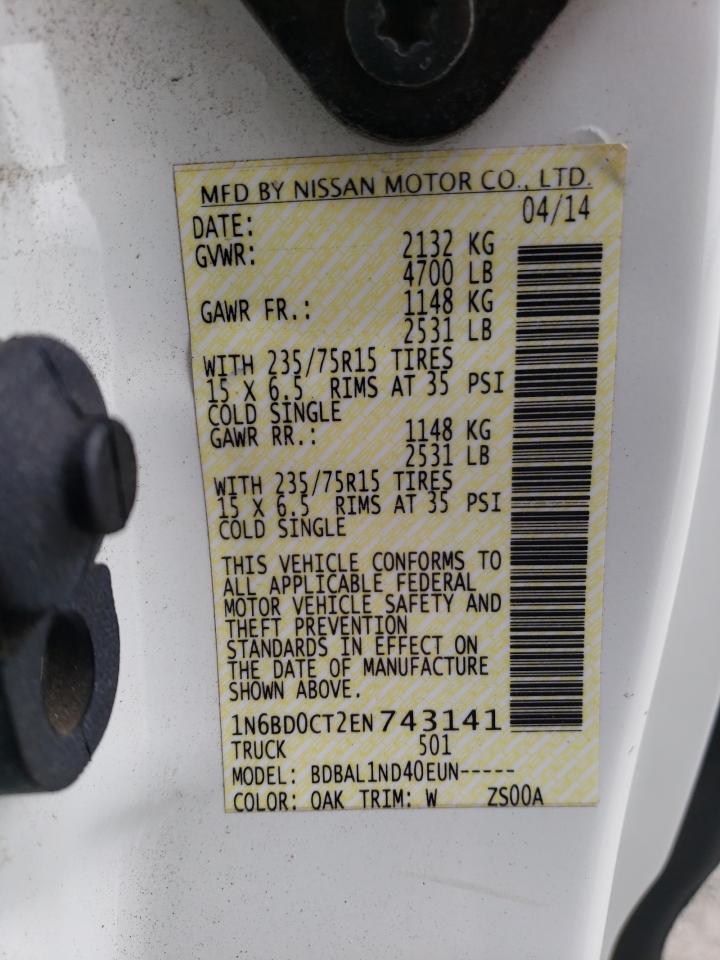 MFD BY NISSAN MOTOR CO., LTD.
DATE: 04/14
GVWR: 2132 KG
4700 LB
GAWR FR.: 1148 KG
2531 LB
WITH 235/75R15 TIRES
15 X 6.5 RIMS AT 35 PSI
COLD SINGLE
GAWR RR.: 1148 KG
2531 LB
WITH 235/75R15 TIRES
15 X 6.5 RIMS AT 35 PSI
COLD SINGLE
THIS VEHICLE CONFORMS TO
ALL APPLICABLE FEDERAL
MOTOR VEHICLE SAFETY AND
THEFT PREVENTION
STANDARDS IN EFFECT ON
THE DATE OF MANUFACTURE
SHOWN ABOVE.
1N6BD0CT2EN743141
TRUCK 501
MODEL: BDBAL1ND40EUN-----
COLOR: QAK TRIM: W ZS00A